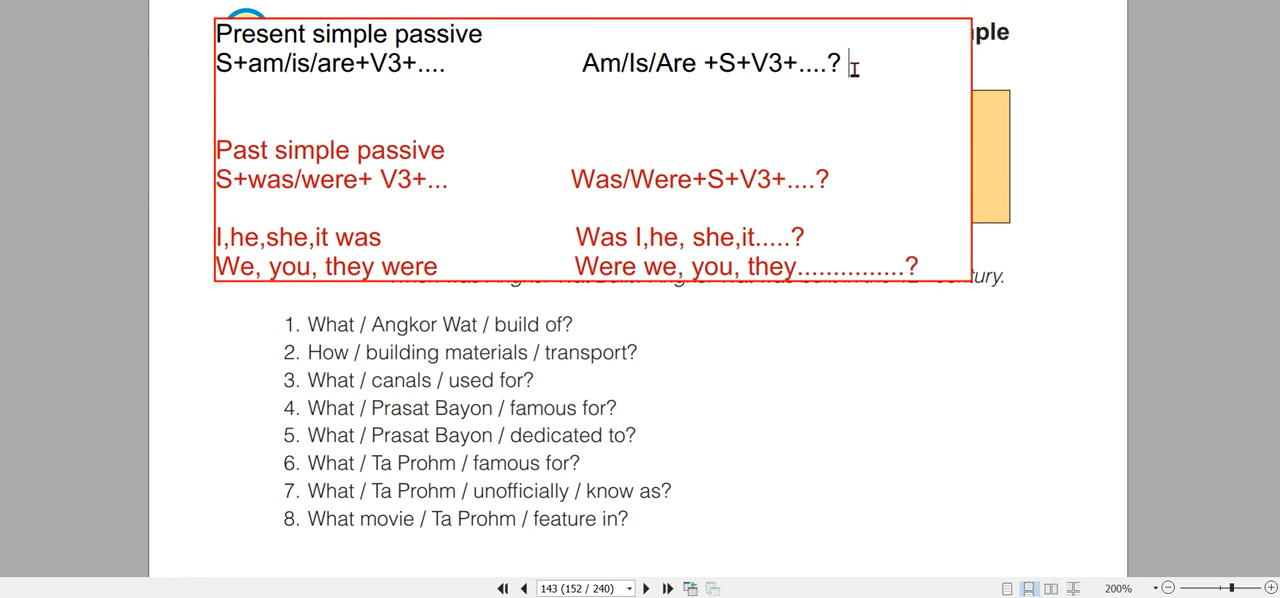 ple
Present simple passive
S+am/is/are+V3+.... Am/Is/Are +S+V3+....?
Past simple passive
S+was/were+ V3+... Was/Were+S+V3+....?
I,he,she,it was Was I,he, she,it.....?
We, you, they were Were we, you, they...............?
tury.
1. What / Angkor Wat / build of?
2. How / building materials / transport?
3. What / canals / used for?
4. What / Prasat Bayon / famous for?
5. What / Prasat Bayon / dedicated to?
6. What / Ta Prohm / famous for?
7. What / Ta Prohm / unofficially / know as?
8. What movie / Ta Prohm / feature in?
143 (152 / 240) 200%